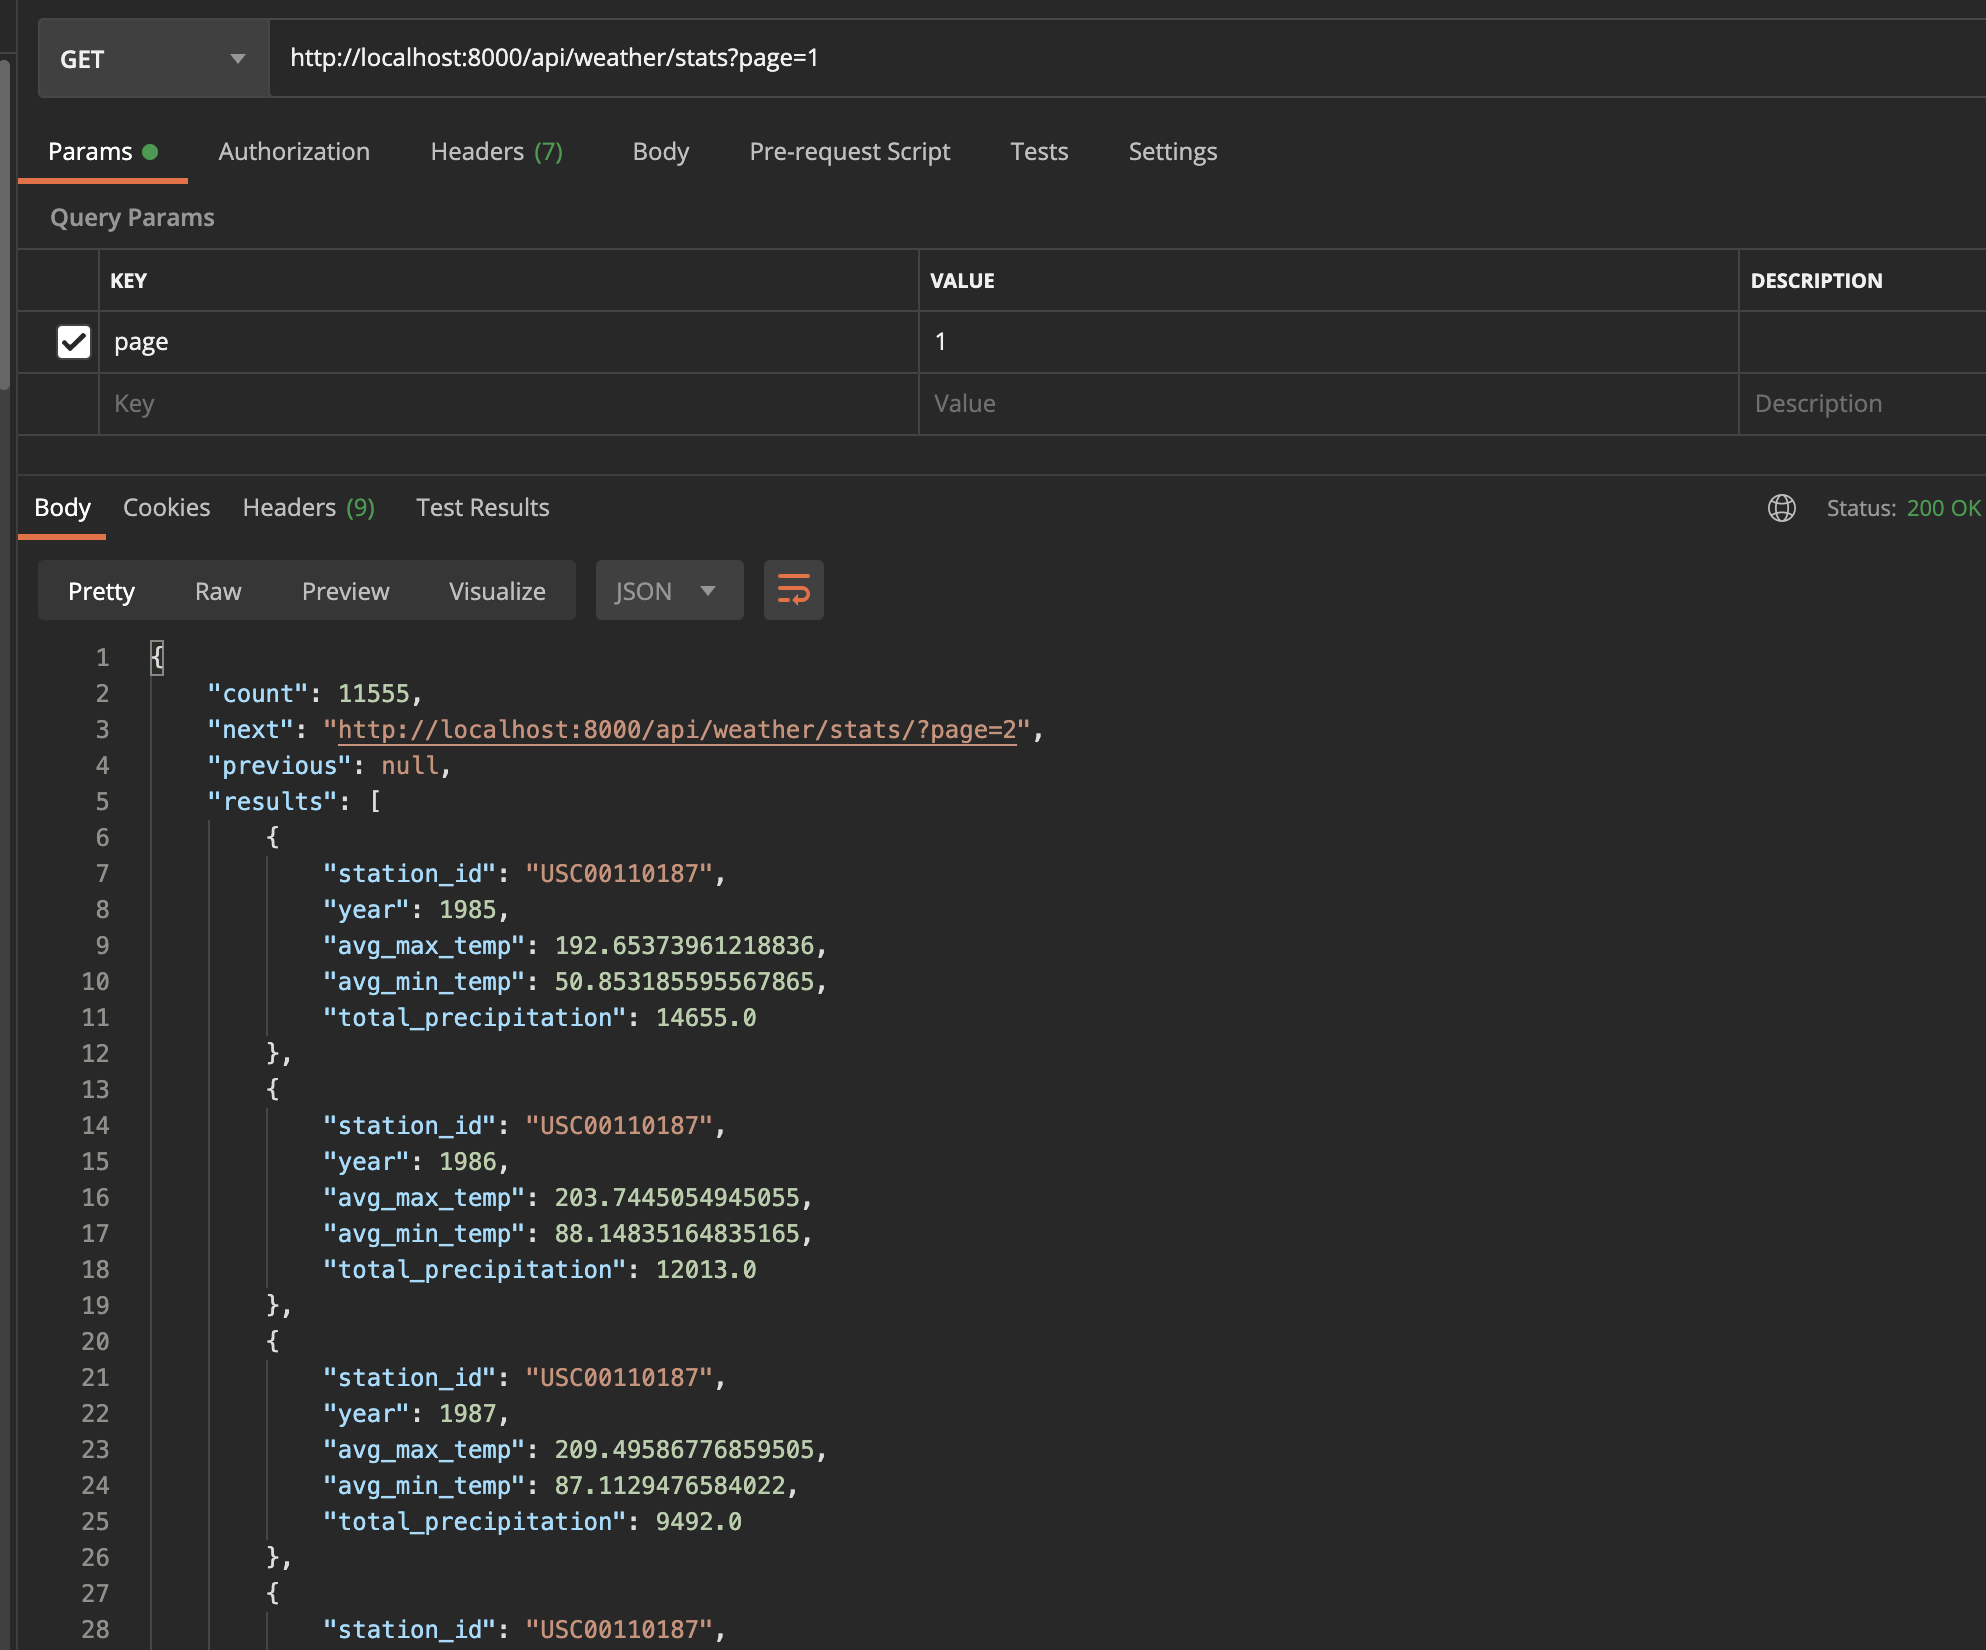 GET http://localhost:8000/api/weather/stats?page=1
Params Authorization Headers (7) Body Pre-request Script Tests Settings
Query Params
KEY VALUE DESCRIPTION
page 1
Key Value Description
Body Cookies Headers (9) Test Results Status: 200 OK
Pretty Raw Preview Visualize JSON
1 {
2 "count": 11555,
3 "next": "http://localhost:8000/api/weather/stats/?page=2",
4 "previous": null,
5 "results": [
6 {
7 "station_id": "USC00110187",
8 "year": 1985,
9 "avg_max_temp": 192.65373961218836,
10 "avg_min_temp": 50.853185595567865,
11 "total_precipitation": 14655.0
12 },
13 {
14 "station_id": "USC00110187",
15 "year": 1986,
16 "avg_max_temp": 203.7445054945055,
17 "avg_min_temp": 88.14835164835165,
18 "total_precipitation": 12013.0
19 },
20 {
21 "station_id": "USC00110187",
22 "year": 1987,
23 "avg_max_temp": 209.49586776859505,
24 "avg_min_temp": 87.1129476584022,
25 "total_precipitation": 9492.0
26 },
27 {
28 "station_id": "USC00110187",